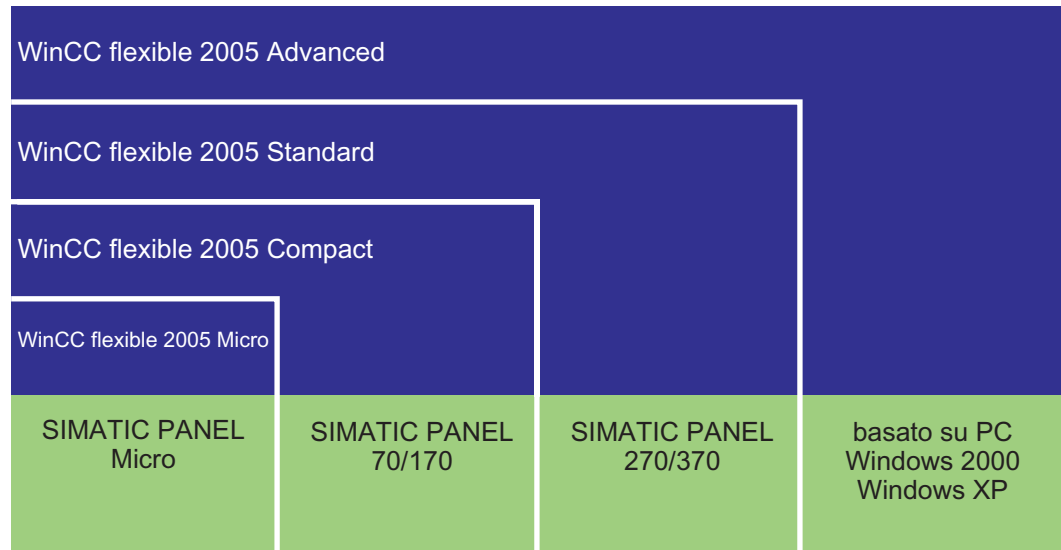 WinCC flexible 2005 Advanced
WinCC flexible 2005 Standard
WinCC flexible 2005 Compact
WinCC flexible 2005 Micro
SIMATIC PANEL
Micro
SIMATIC PANEL
70/170
SIMATIC PANEL
270/370
basato su PC
Windows 2000
Windows XP